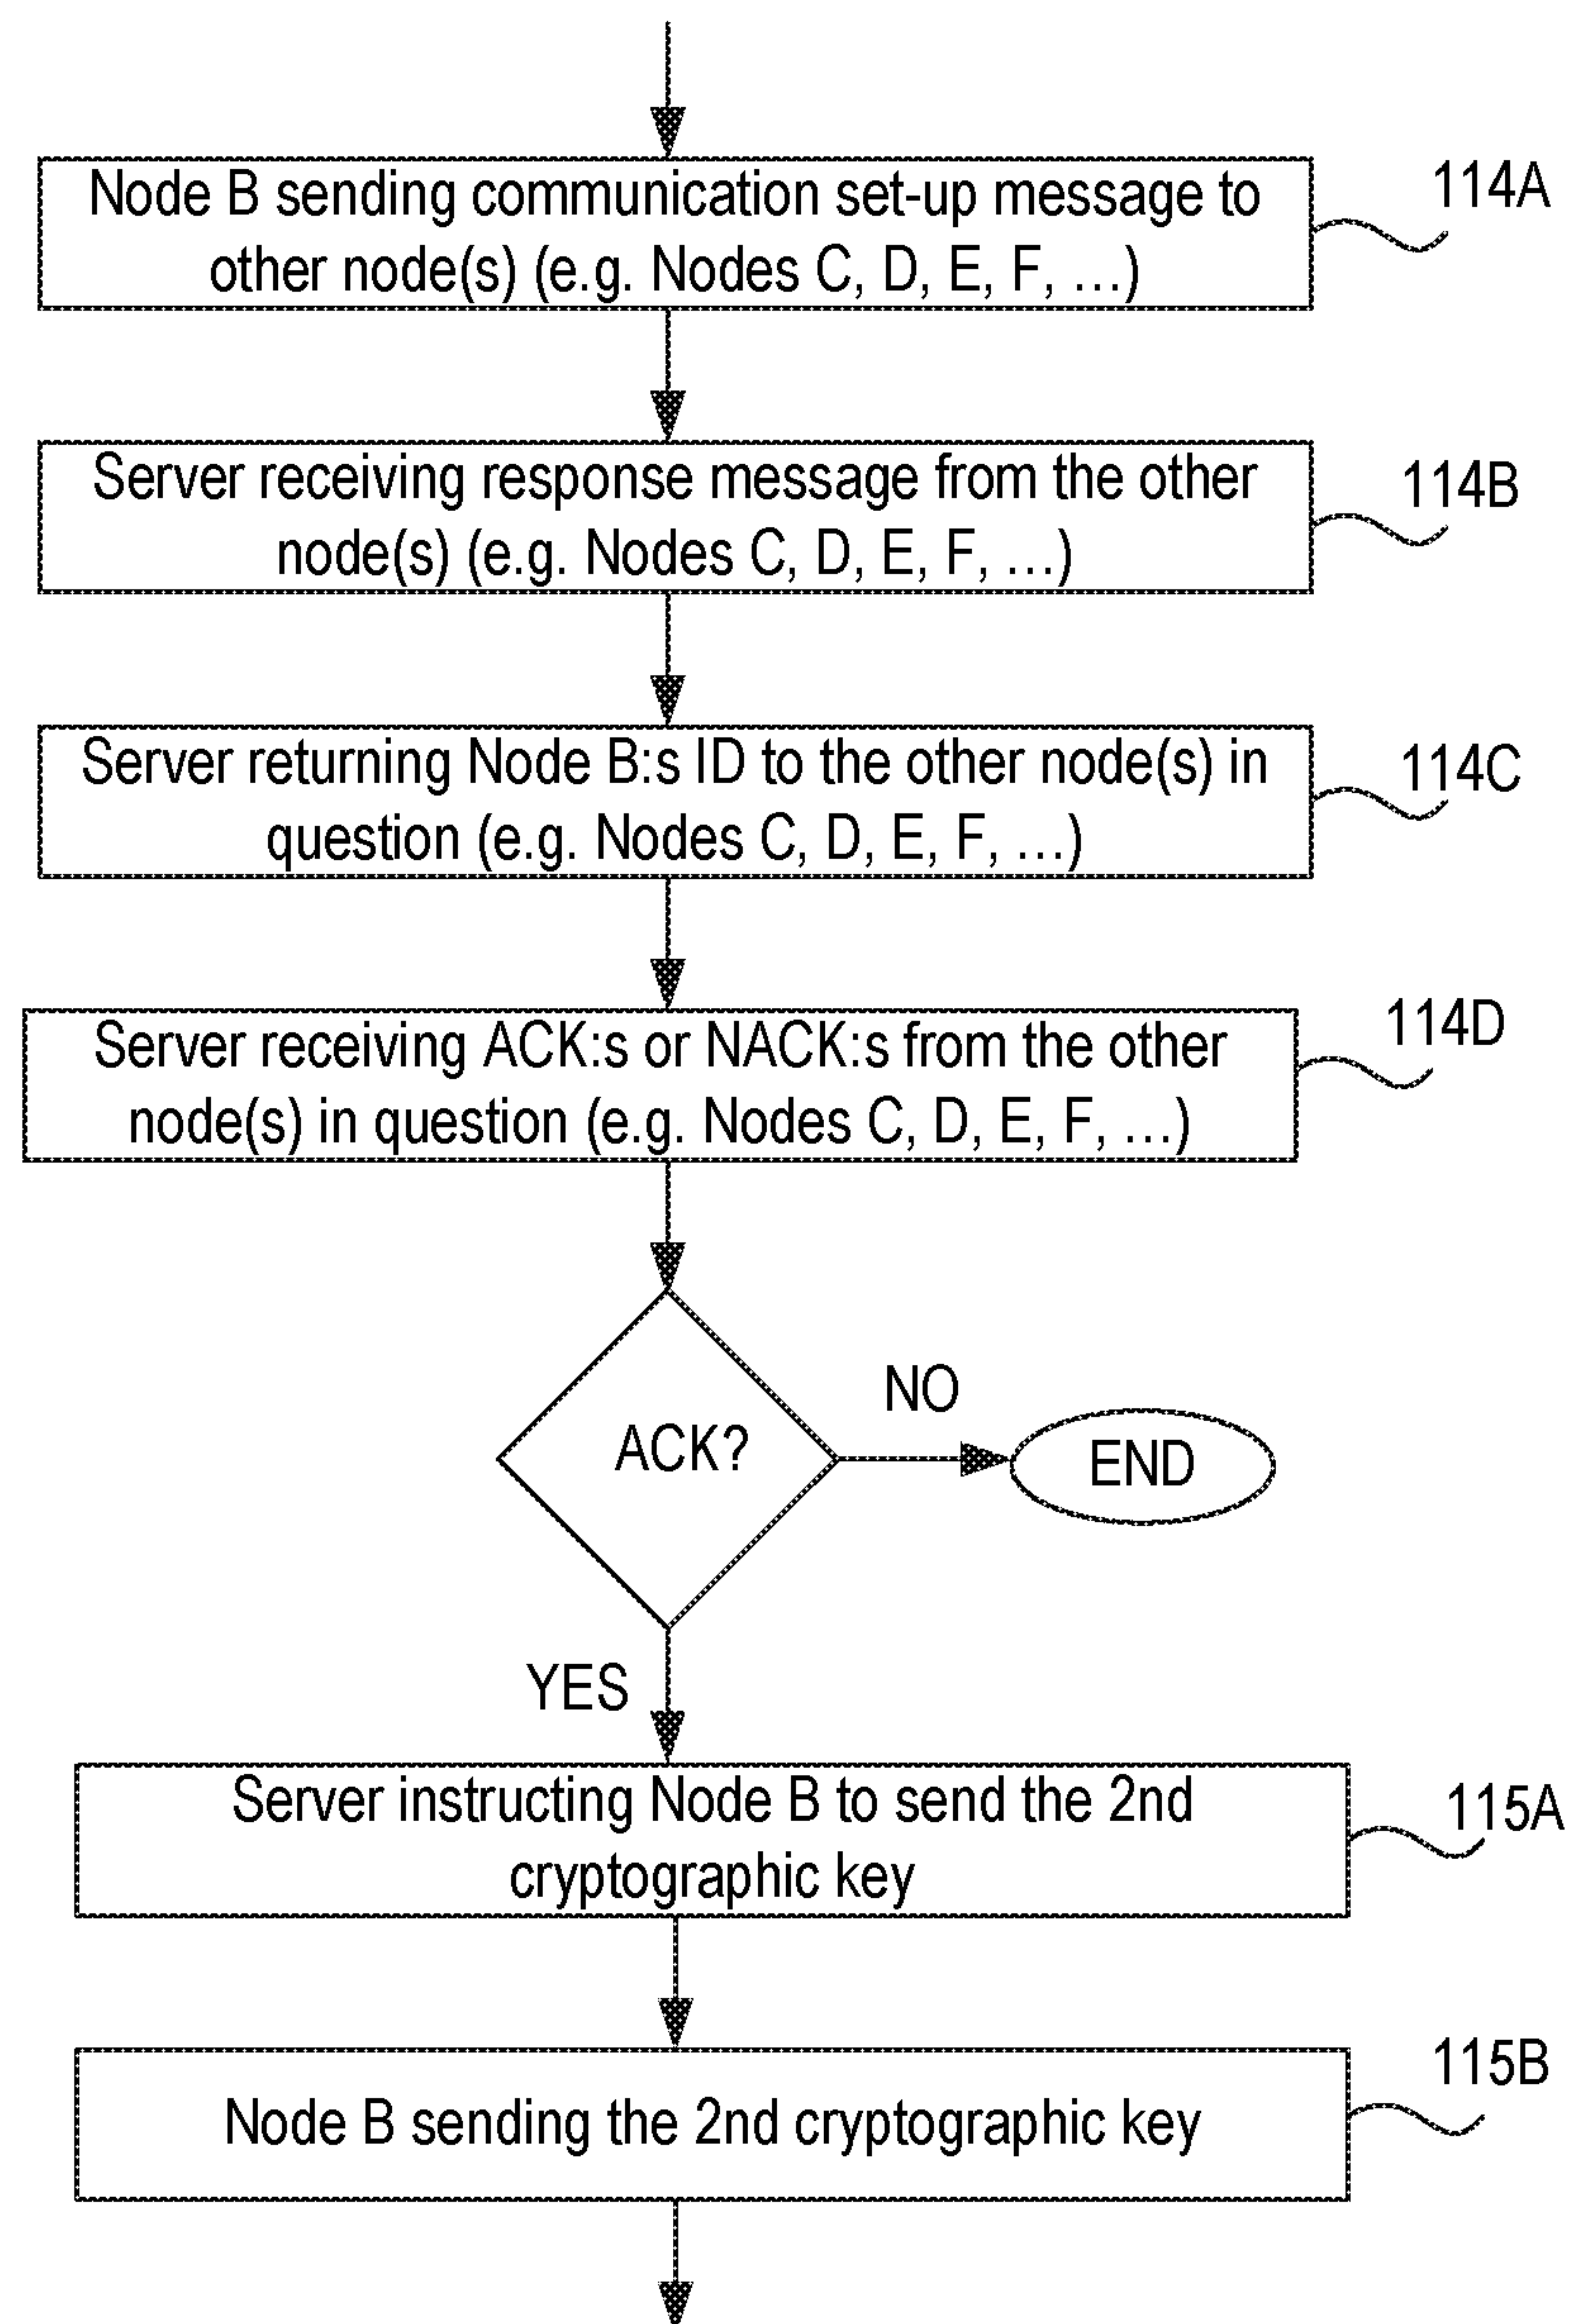 Node B sending communication set-up message to
other node(s) (e.g. Nodes C, D, E, F, …)
114A
Server receiving response message from the other
node(s) (e.g. Nodes C, D, E, F, …)
114B
Server returning Node B:s ID to the other node(s) in
question (e.g. Nodes C, D, E, F, …)
114C
Server receiving ACK:s or NACK:s from the other
node(s) in question (e.g. Nodes C, D, E, F, …)
114D
ACK?
NO
END
YES
Server instructing Node B to send the 2nd
cryptographic key
115A
Node B sending the 2nd cryptographic key
115B